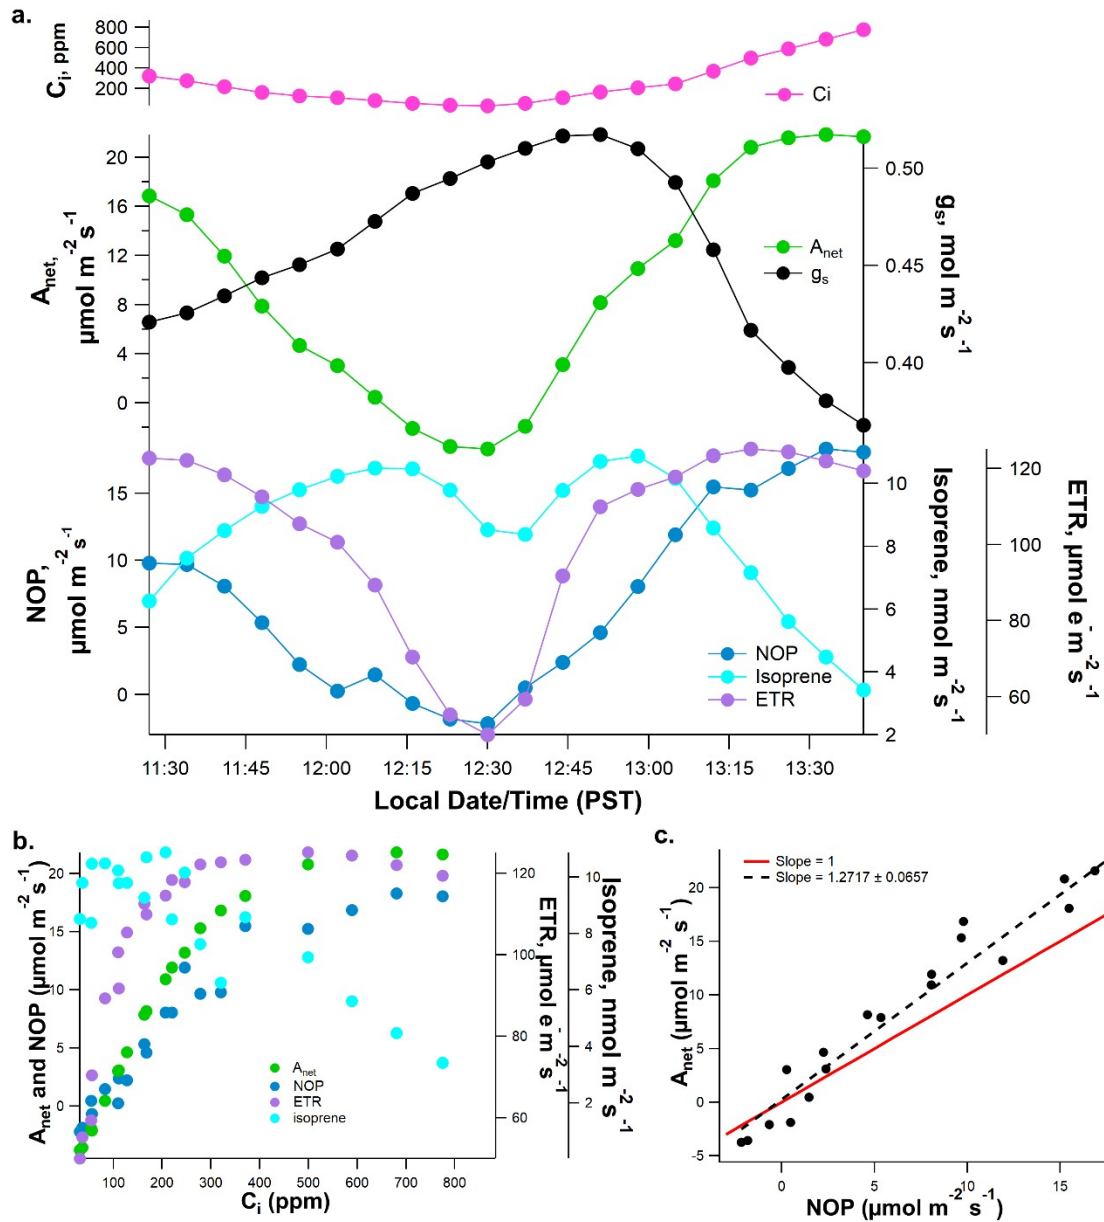 a.
800
600
400
200
Ci, ppm
Ci
20
16
12
8
4
0
Anet,
µmol m-2 s-1
0.50
0.45
0.40
gs, mol m-2 s-1
Anet
gs
15
10
5
0
NOP,
µmol m-2 s-1
10
8
6
4
2
Isoprene, nmol m-2 s-1
120
100
80
60
ETR, µmol e- m-2 s-1
NOP
Isoprene
ETR
11:30 11:45 12:00 12:15 12:30 12:45 13:00 13:15 13:30
Local Date/Time (PST)
b.
20
15
10
5
0
Anet and NOP (µmol m-2 s-1)
120
100
80
60
ETR, µmol e- m-2 s-1
10
8
6
4
2
Isoprene, nmol m-2 s-1
Anet
NOP
ETR
isoprene
100 200 300 400 500 600 700 800
Ci (ppm)
c.
Slope = 1
Slope = 1.2717 ± 0.0657
20
15
10
5
0
-5
Anet (µmol m-2 s-1)
0 5 10 15
NOP (µmol m-2 s-1)